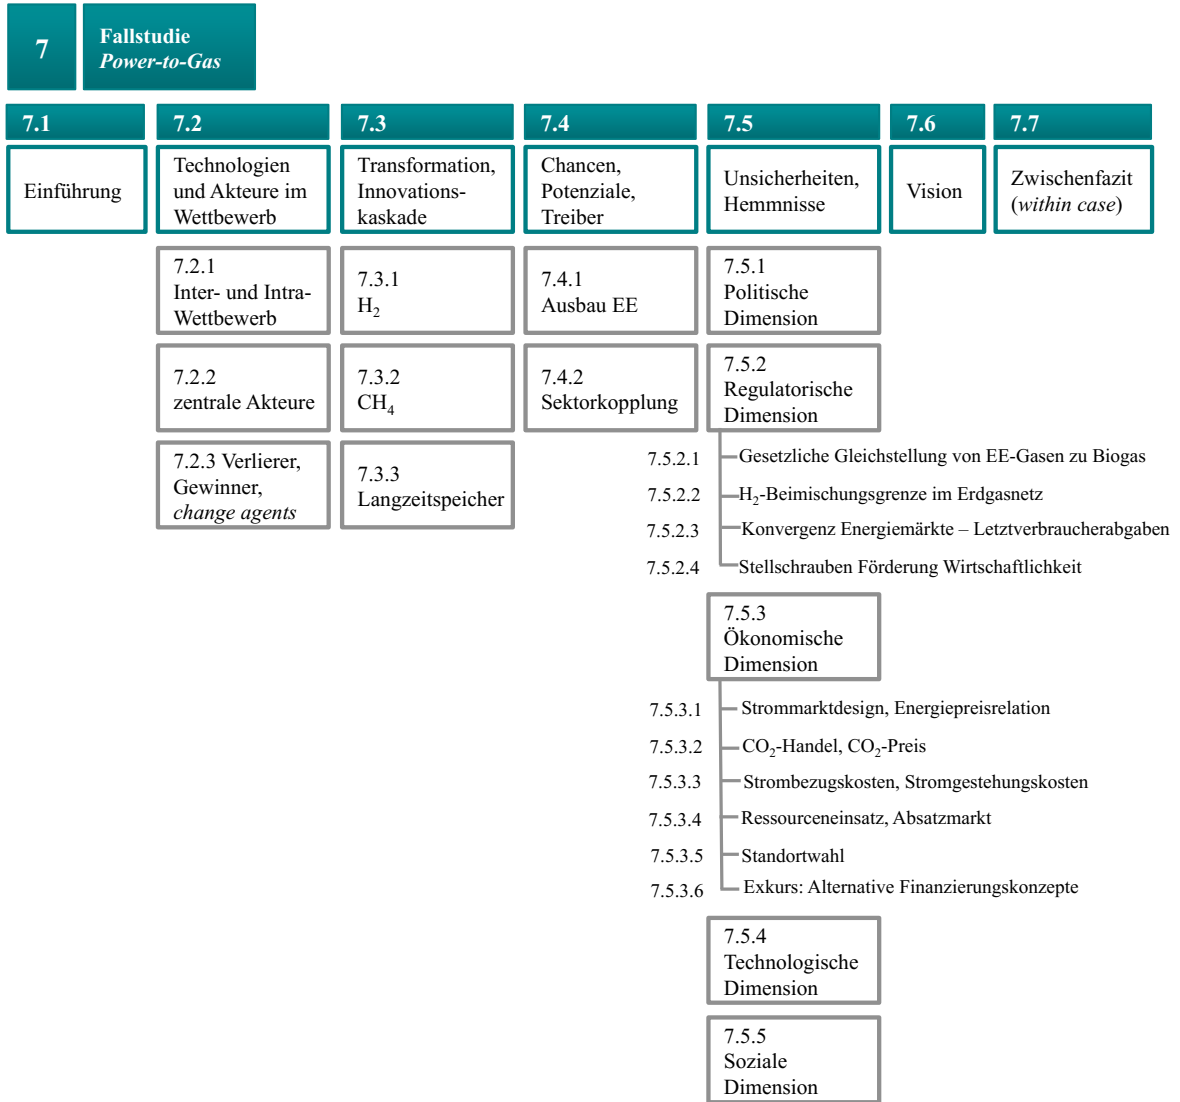 7
Fallstudie
Power-to-Gas
7.1
7.2
7.3
7.4
7.5
7.6
7.7
Einführung
Technologien
und Akteure im
Wettbewerb
Transformation,
Innovations-
kaskade
Chancen,
Potenziale,
Treiber
Unsicherheiten,
Hemmnisse
Vision
Zwischenfazit
(within case)
7.2.1
Inter- und Intra-
Wettbewerb
7.3.1
H₂
7.4.1
Ausbau EE
7.5.1
Politische
Dimension
7.2.2
zentrale Akteure
7.3.2
CH₄
7.4.2
Sektorkopplung
7.5.2
Regulatorische
Dimension
7.2.3 Verlierer,
Gewinner,
change agents
7.3.3
Langzeitspeicher
7.5.2.1 Gesetzliche Gleichstellung von EE-Gasen zu Biogas
7.5.2.2 H₂-Beimischungsgrenze im Erdgasnetz
7.5.2.3 Konvergenz Energiemärkte – Letztverbraucherabgaben
7.5.2.4 Stellschrauben Förderung Wirtschaftlichkeit
7.5.3
Ökonomische
Dimension
7.5.3.1 Strommarktdesign, Energiepreisrelation
7.5.3.2 CO₂-Handel, CO₂-Preis
7.5.3.3 Strombezugskosten, Stromgestehungskosten
7.5.3.4 Ressourceneinsatz, Absatzmarkt
7.5.3.5 Standortwahl
7.5.3.6 Exkurs: Alternative Finanzierungskonzepte
7.5.4
Technologische
Dimension
7.5.5
Soziale
Dimension